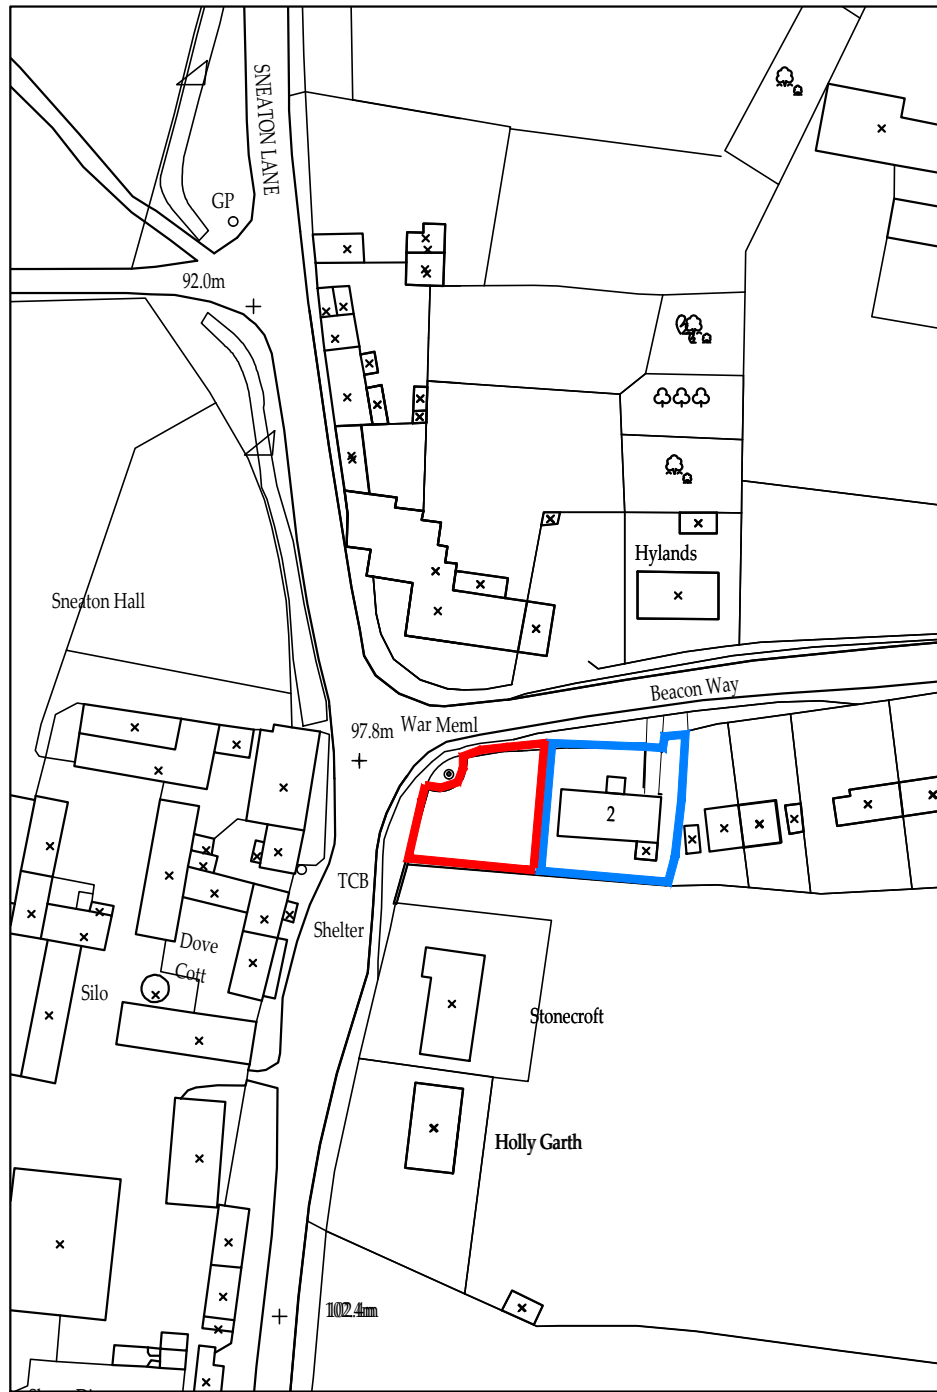 SNEATON LANE
GP
92.0m
Hylands
Sneaton Hall
Beacon Way
War Meml
97.8m
2
TCB
Shelter
Dove
Cott
Silo
Stonecroft
Holly Garth
102.4m